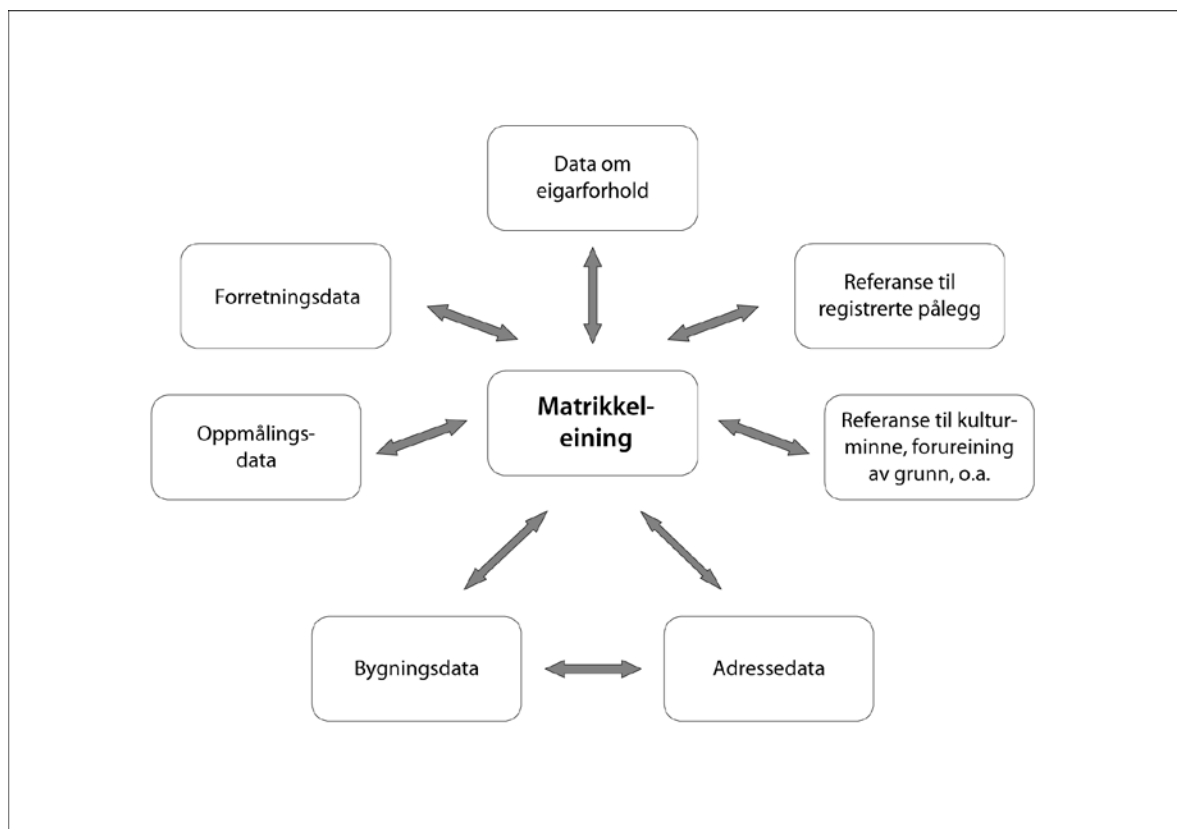 Data om
eigarforhold
Forretningsdata
Referanse til
registrerte pålegg
Matrikkel-
eining
Oppmålings-
data
Referanse til kultur-
minne, forureining
av grunn, o.a.
Bygningsdata
Adressedata